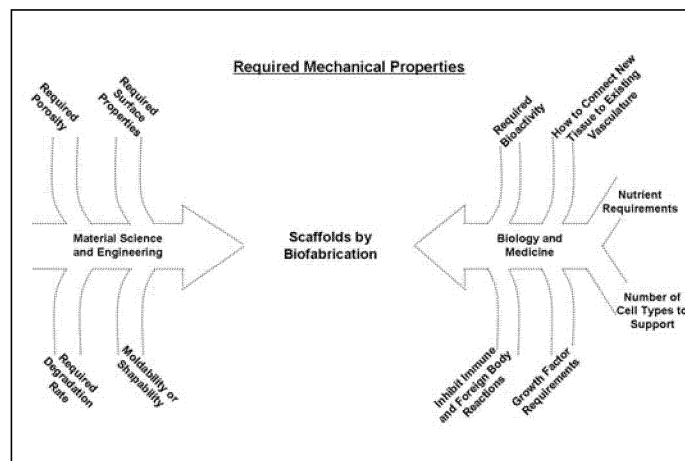 Required Mechanical Properties
Required
Porosity
Required
Surface
Properties
Required
Bioactivity
How to Connect New
Tissue to Existing
Vasculature
Nutrient
Requirements
Material Science
and Engineering
Scaffolds by
Biofabrication
Biology and
Medicine
Number of
Cell Types to
Support
Required
Degradation
Rate
Moldability or
Shapability
Inhibit Immune
and Foreign Body
Reactions
Growth Factor
Requirements